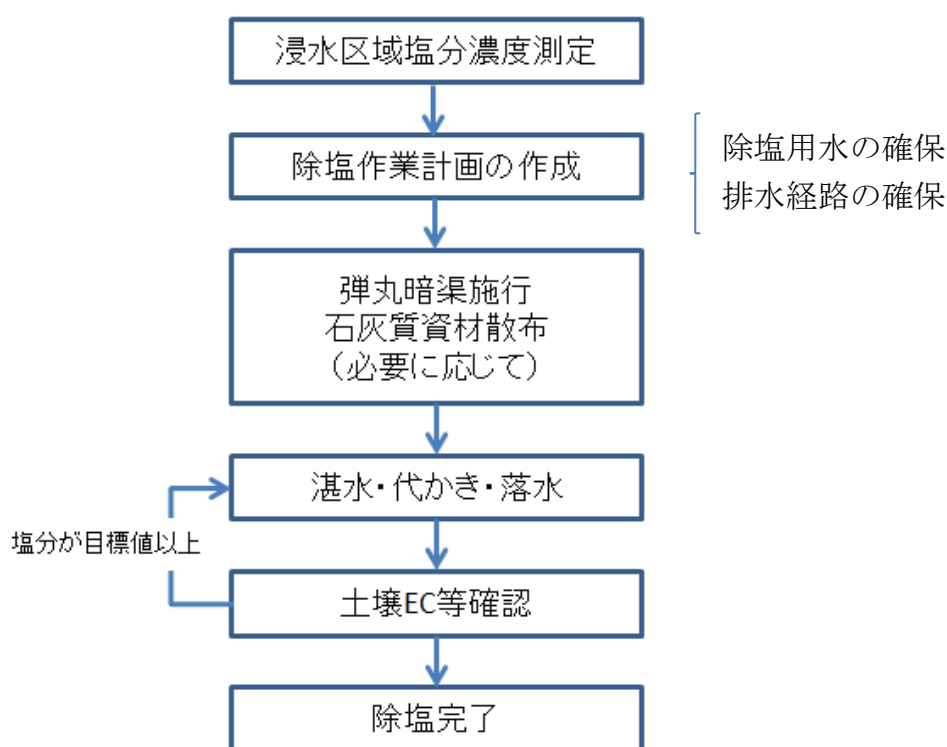 浸水区域塩分濃度測定
除塩作業計画の作成
除塩用水の確保
排水経路の確保
弾丸暗渠施行
石灰質資材散布
（必要に応じて）
湛水・代かき・落水
塩分が目標値以上
土壌EC等確認
除塩完了